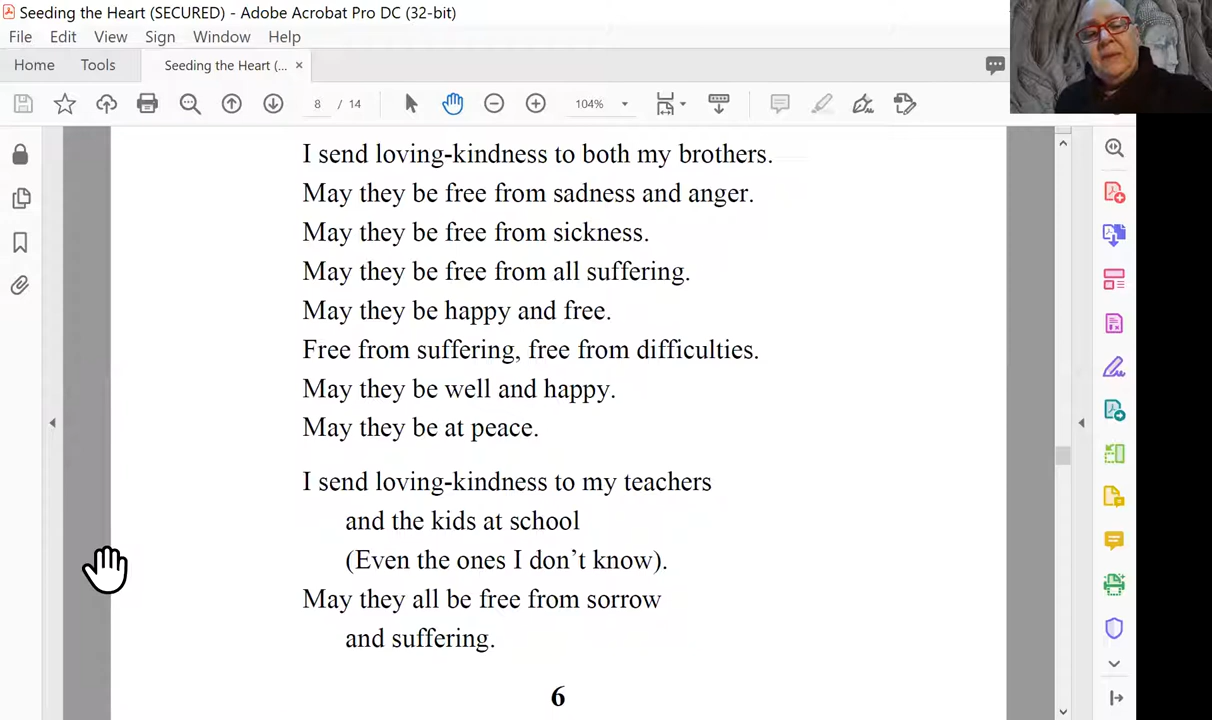 Seeding the Heart (SECURED) - Adobe Acrobat Pro DC (32-bit)
File Edit View Sign Window Help
Home Tools Seeding the Heart (... ×
8 / 14 104%
I send loving-kindness to both my brothers.
May they be free from sadness and anger.
May they be free from sickness.
May they be free from all suffering.
May they be happy and free.
Free from suffering, free from difficulties.
May they be well and happy.
May they be at peace.
I send loving-kindness to my teachers
and the kids at school
(Even the ones I don’t know).
May they all be free from sorrow
and suffering.
6